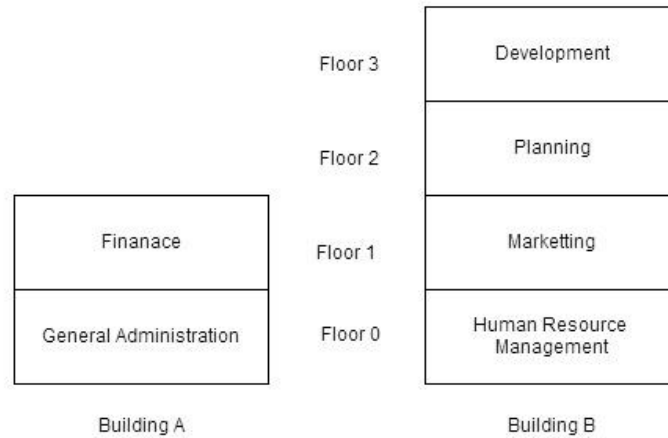 Floor 3
Development
Floor 2
Planning
Finanace
Floor 1
Marketting
General Administration
Floor 0
Human Resource
Management
Building A
Building B